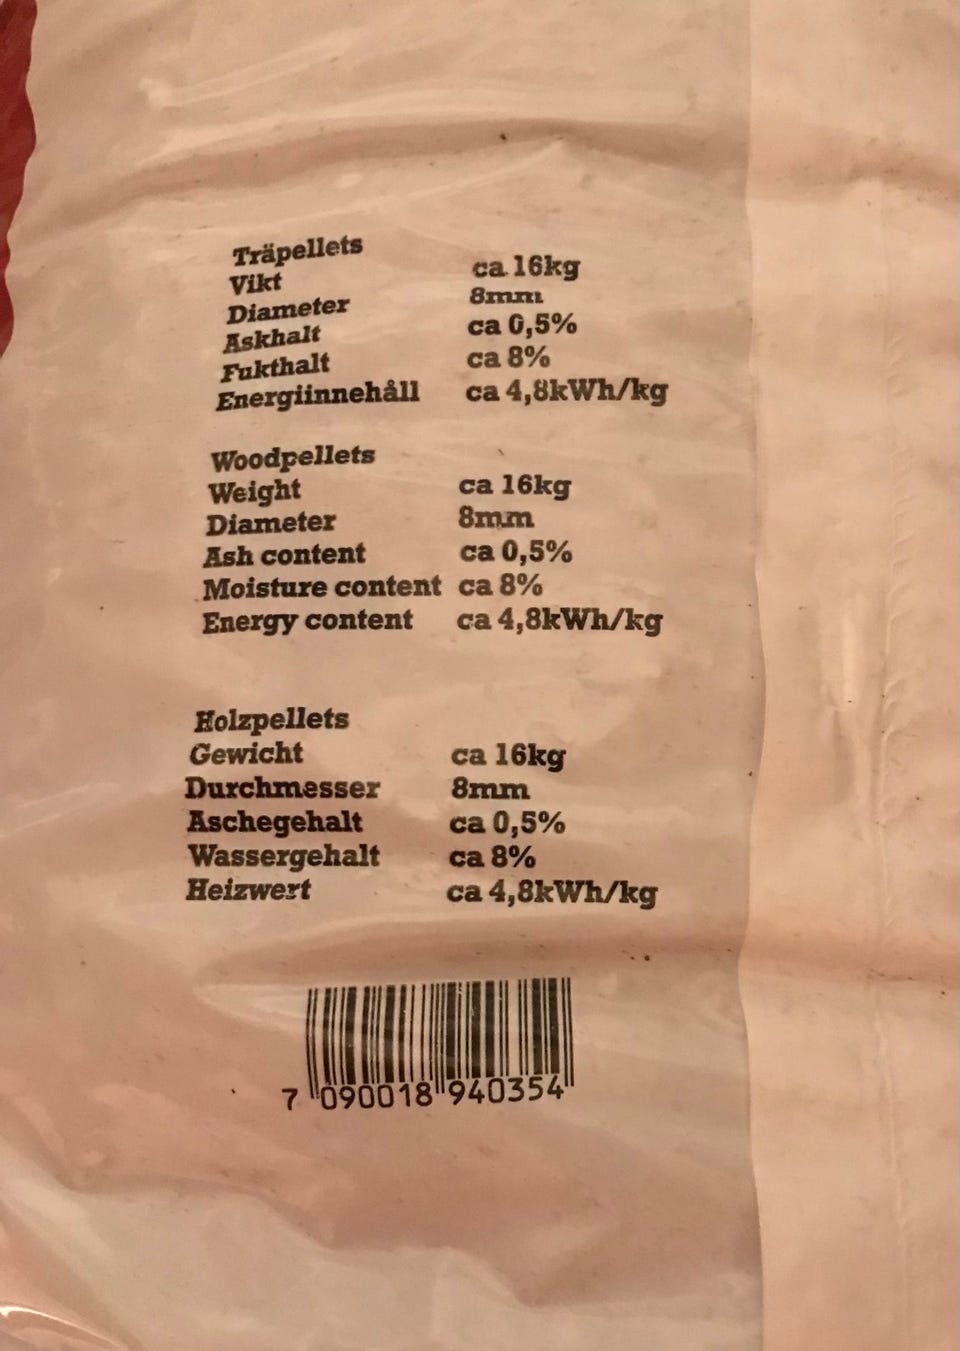 Träpellets
Vikt ca 16kg
Diameter 8mm
Askhalt ca 0,5%
Fukthalt ca 8%
Energiinnehåll ca 4,8kWh/kg
Woodpellets
Weight ca 16kg
Diameter 8mm
Ash content ca 0,5%
Moisture content ca 8%
Energy content ca 4,8kWh/kg
Holzpellets
Gewicht ca 16kg
Durchmesser 8mm
Aschegehalt ca 0,5%
Wassergehalt ca 8%
Heizwert ca 4,8kWh/kg
7 090018 940354